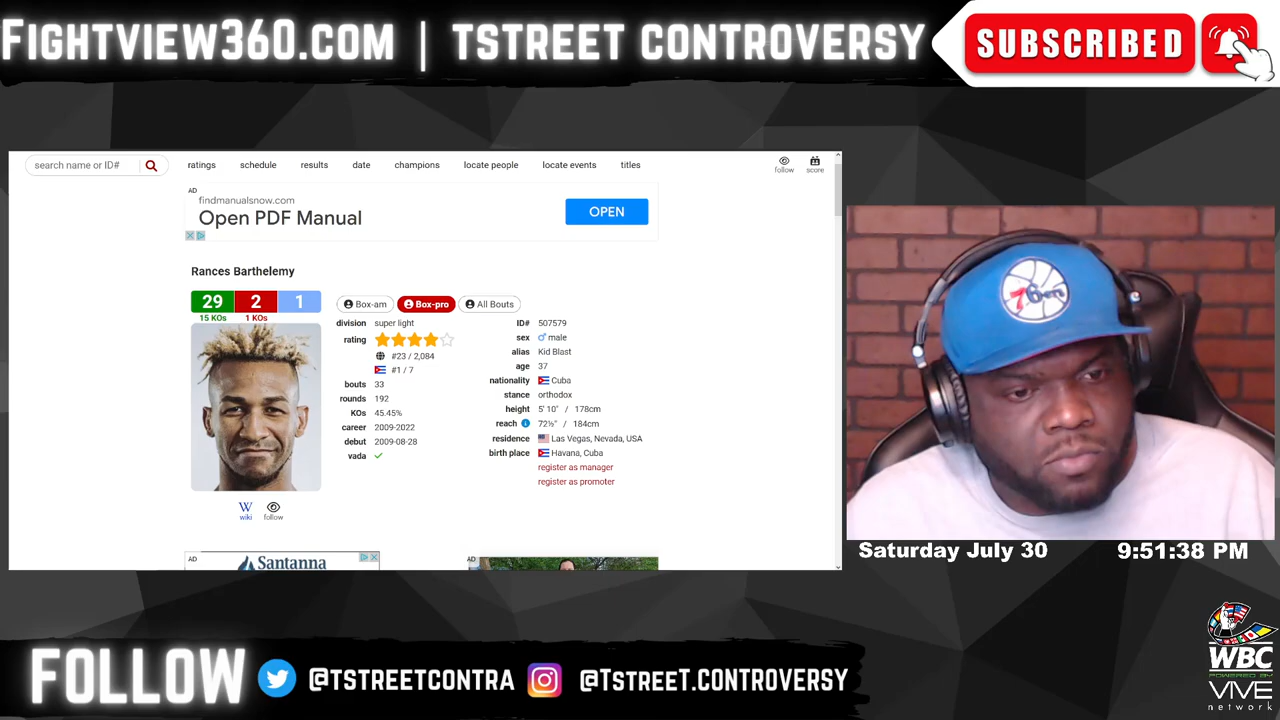 FIGHTVIEW360.COM | TSTREET CONTROVERSY
SUBSCRIBED
search name or ID#
ratings schedule results date champions locate people locate events titles
follow score
AD
findmanualsnow.com
Open PDF Manual
OPEN
Rances Barthelemy
29 2 1
15 KOs 1 KOs
Box-am Box-pro All Bouts
division super light
rating
#23 / 2,084
#1 / 7
bouts 33
rounds 192
KOs 45.45%
career 2009-2022
debut 2009-08-28
vada
ID# 507579
sex male
alias Kid Blast
age 37
nationality Cuba
stance orthodox
height 5' 10" / 178cm
reach 72½" / 184cm
residence Las Vegas, Nevada, USA
birth place Havana, Cuba
register as manager
register as promoter
W
wiki follow
AD
Santanna
AD
76ers
Saturday July 30 9:51:38 PM
FOLLOW @TSTREETCONTRA @TSTREET.CONTROVERSY
WBC
POWERED BY
VIVE
network